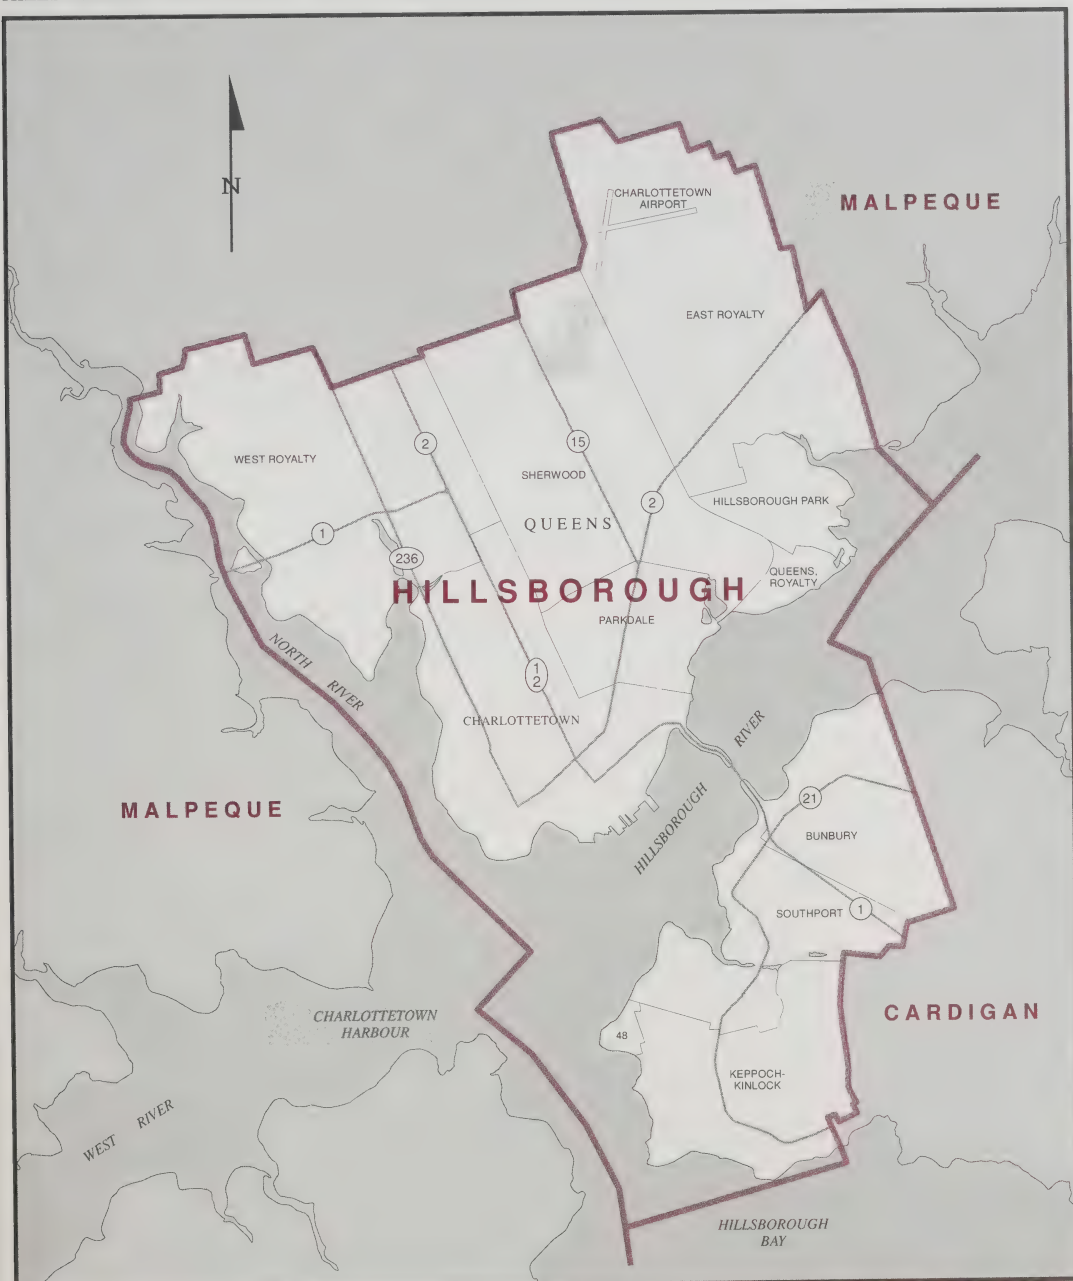 N
CHARLOTTETOWN
AIRPORT
MALPEQUE
EAST ROYALTY
2
15
WEST ROYALTY
SHERWOOD
2
HILLSBOROUGH PARK
QUEENS
1
236
QUEENS,
ROYALTY
HILLSBOROUGH
PARKDALE
NORTH RIVER
1
2
CHARLOTTETOWN
HILLSBOROUGH RIVER
MALPEQUE
21
BUNBURY
SOUTHPORT
1
CHARLOTTETOWN
HARBOUR
CARDIGAN
48
KEPPOCH-
KINLOCK
WEST RIVER
HILLSBOROUGH
BAY